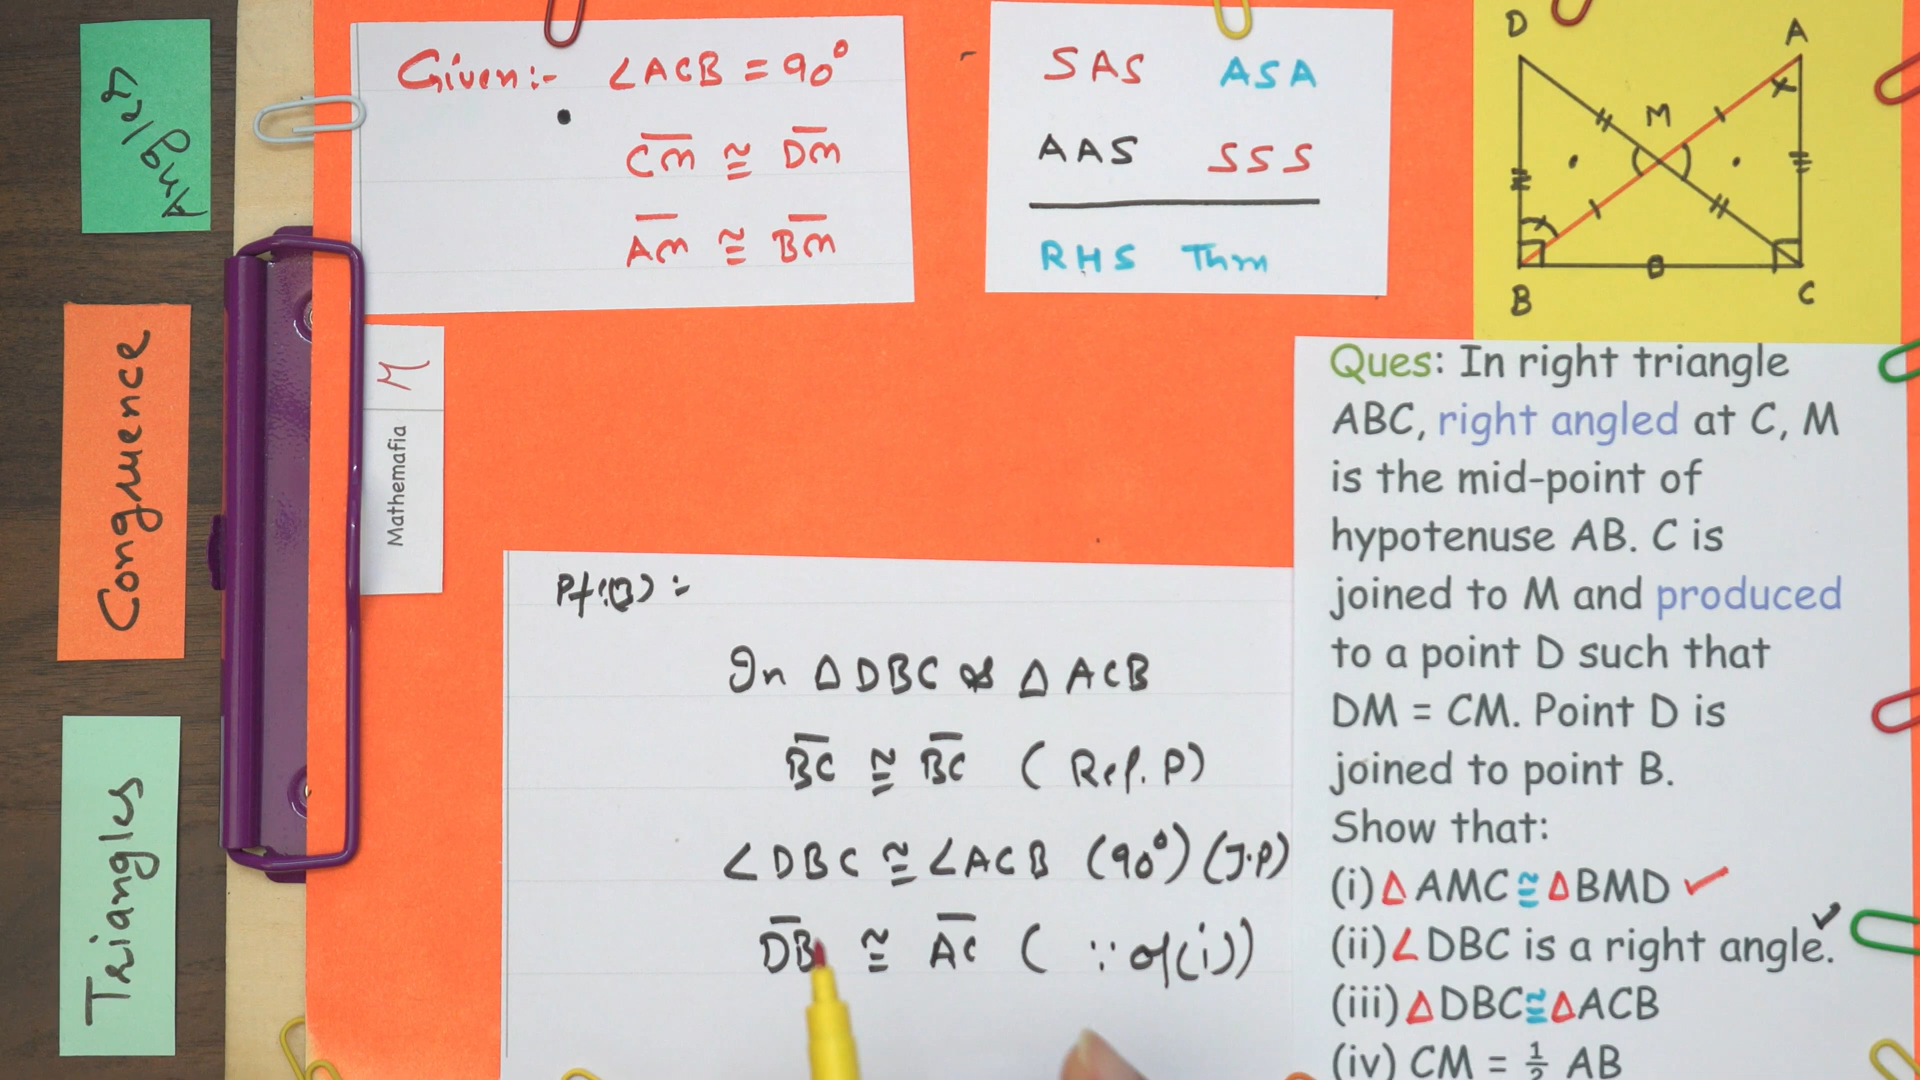 Angles
Congruence
Triangles
Given:- ∠ACB = 90°
CM ≅ DM
AM ≅ BM
M
Mathemafia
SAS ASA
AAS SSS
RHS Thm
D A
M
B C
Ques: In right triangle
ABC, right angled at C, M
is the mid-point of
hypotenuse AB. C is
joined to M and produced
to a point D such that
DM = CM. Point D is
joined to point B.
Show that:
(i) Δ AMC ≅ Δ BMD ✓
(ii) ∠ DBC is a right angle. ✓
(iii) Δ DBC ≅ Δ ACB
(iv) CM = 1/2 AB
In Δ DBC & Δ ACB
BC ≅ BC (Ref. P)
∠DBC ≅ ∠ACB (90°) (J.P)
DB ≅ AC (∵ of (i))